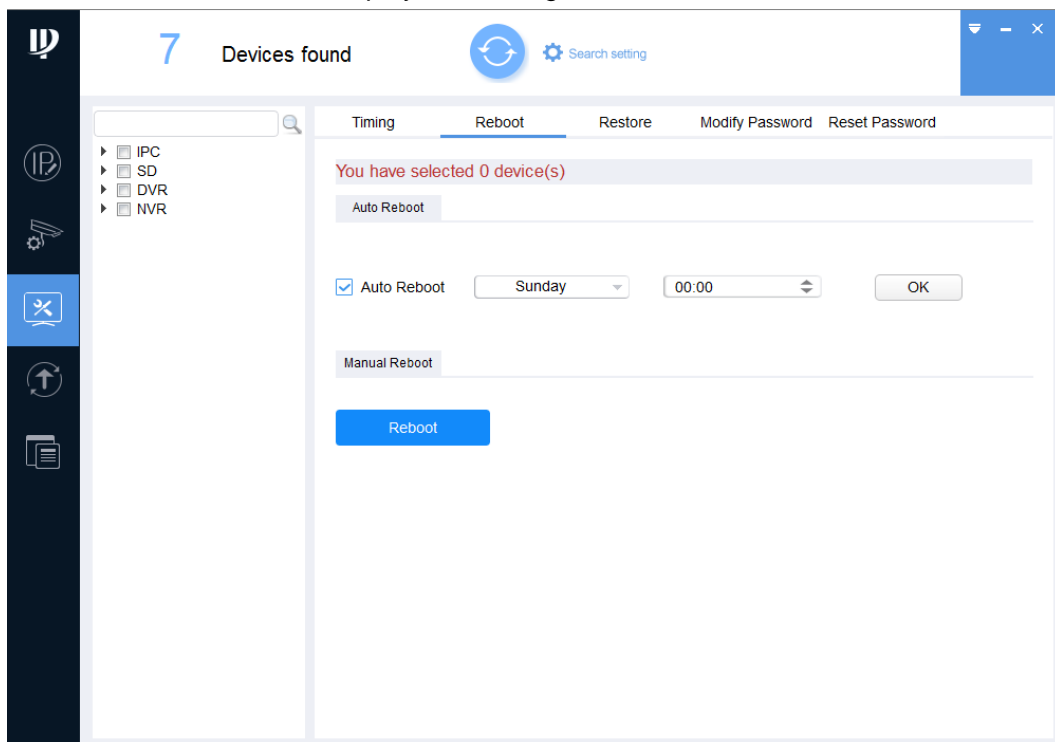 7 Devices found
Search setting
Timing Reboot Restore Modify Password Reset Password
IPC
SD
DVR
NVR
You have selected 0 device(s)
Auto Reboot
Auto Reboot Sunday 00:00 OK
Manual Reboot
Reboot